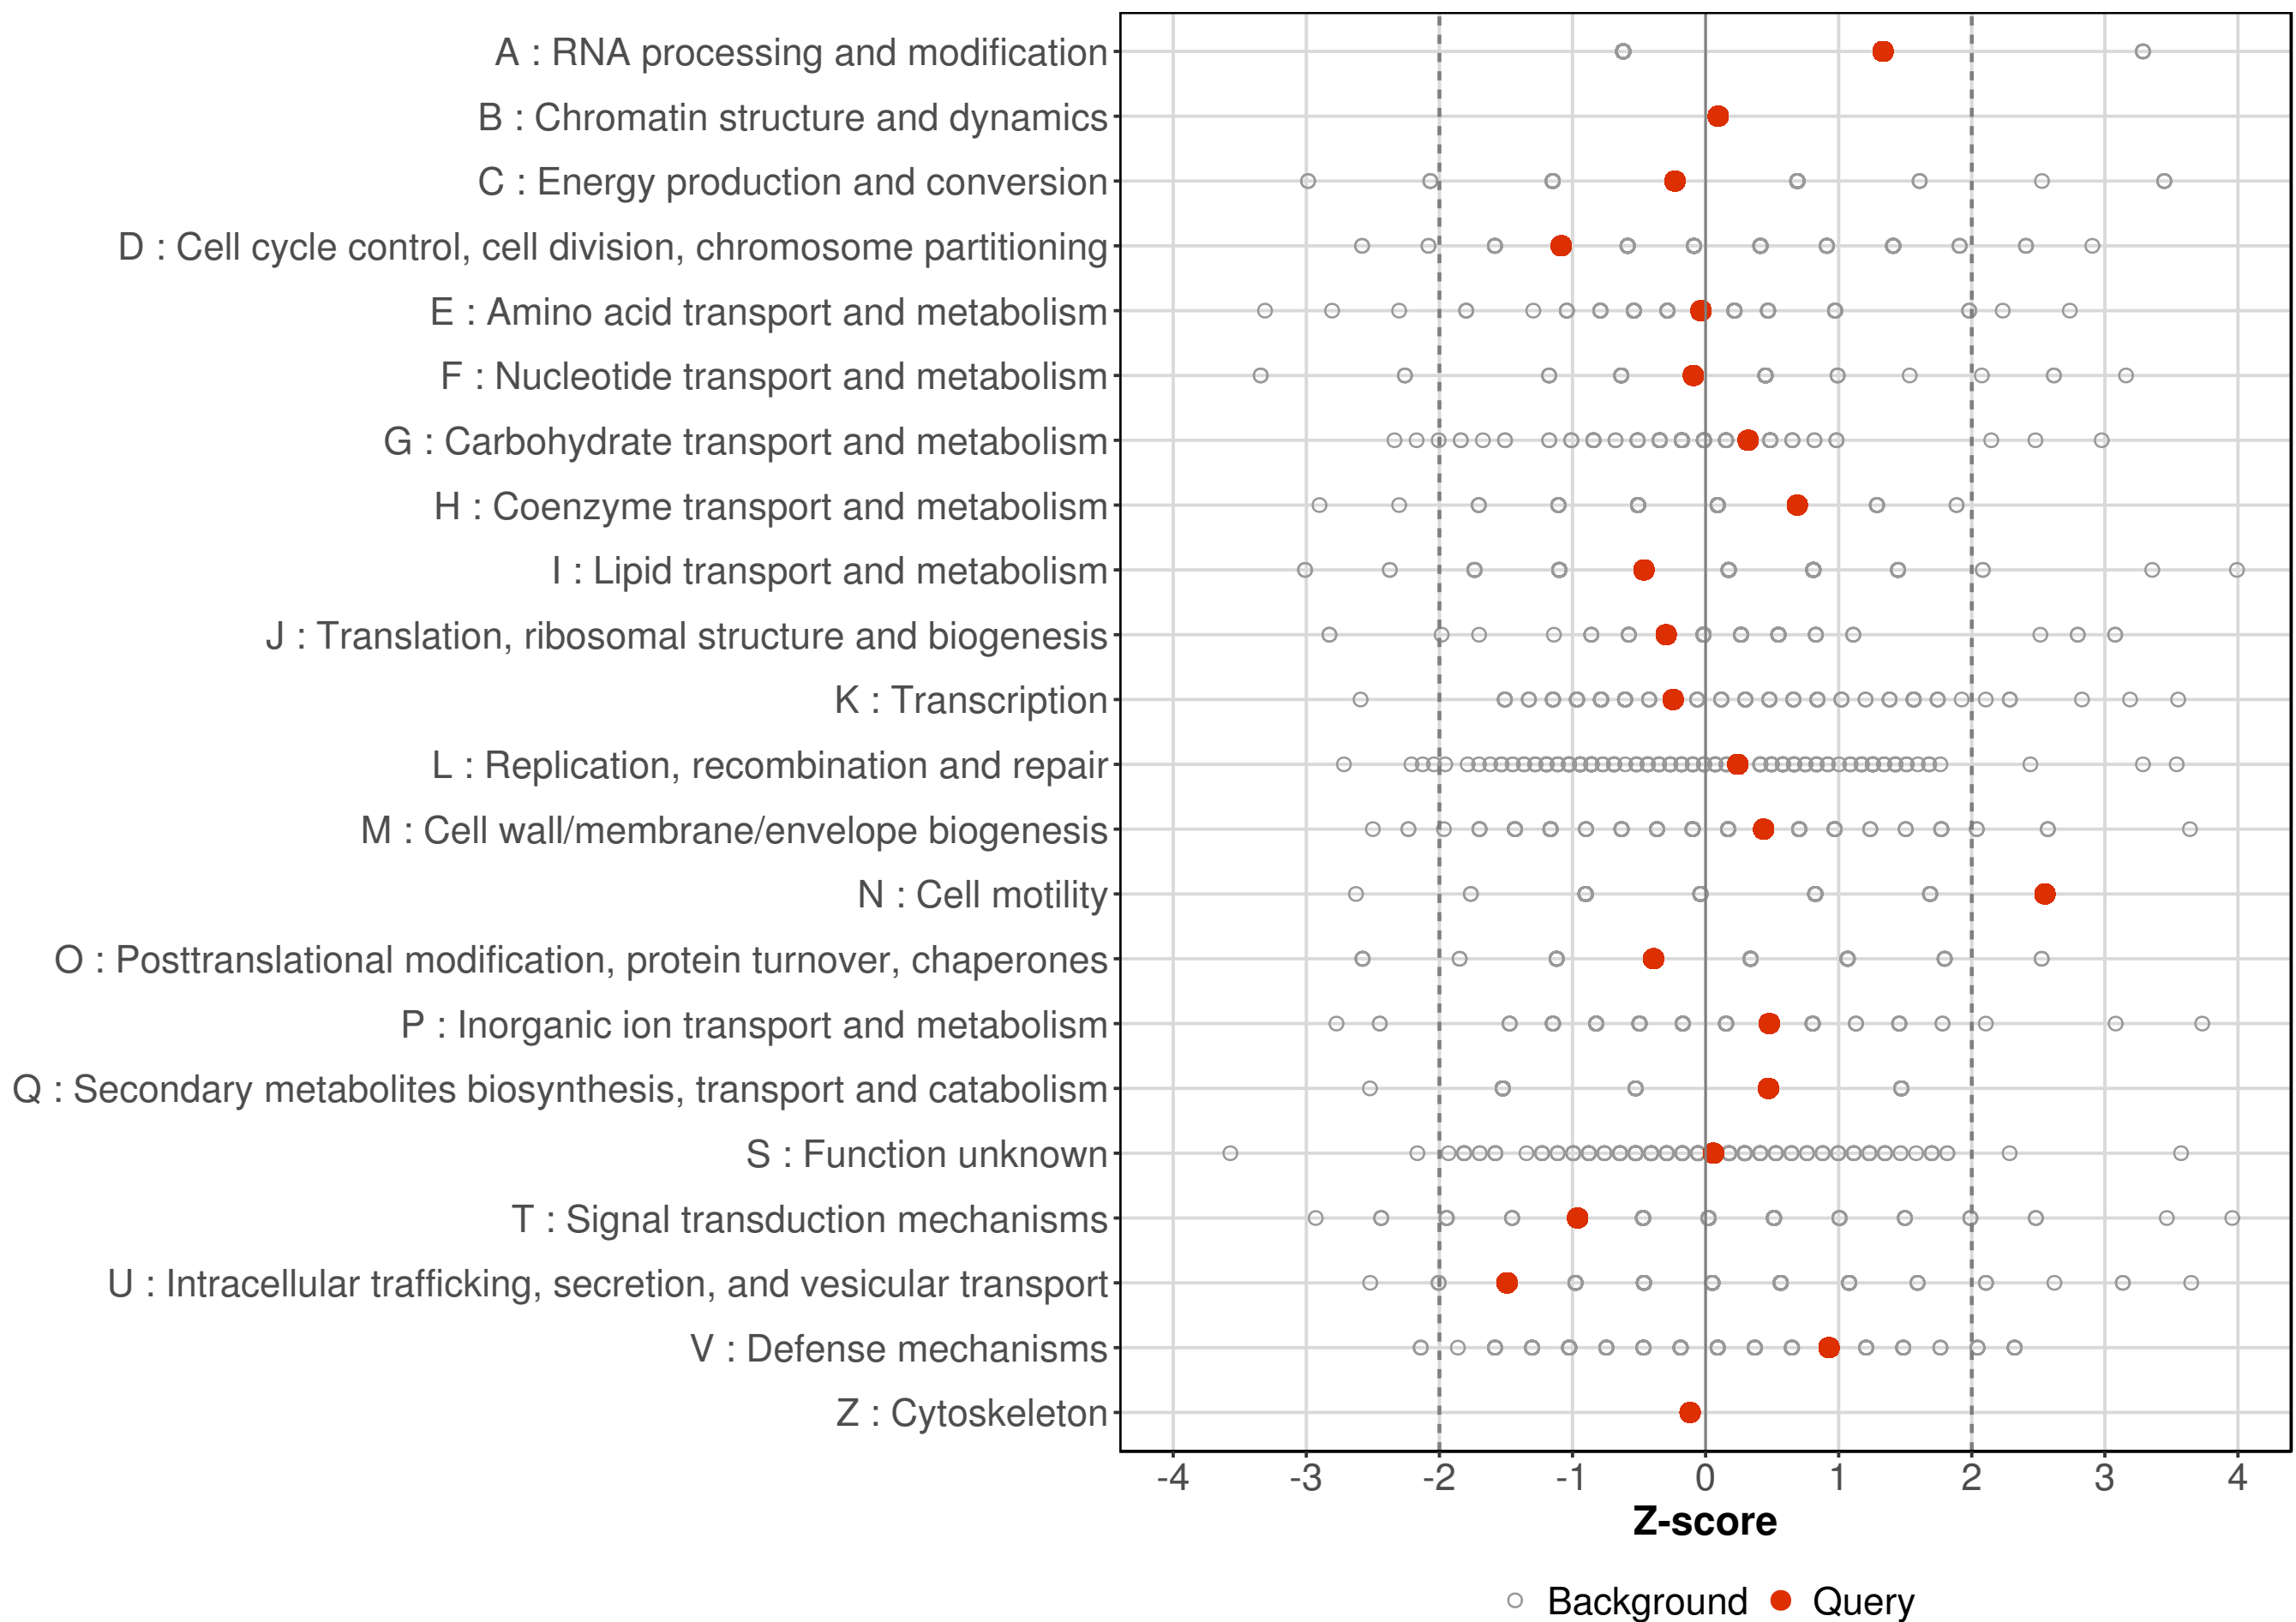 A : RNA processing and modification
B : Chromatin structure and dynamics
C : Energy production and conversion
D : Cell cycle control, cell division, chromosome partitioning
E : Amino acid transport and metabolism
F : Nucleotide transport and metabolism
G : Carbohydrate transport and metabolism
H : Coenzyme transport and metabolism
I : Lipid transport and metabolism
J : Translation, ribosomal structure and biogenesis
K : Transcription
L : Replication, recombination and repair
M : Cell wall/membrane/envelope biogenesis
N : Cell motility
O : Posttranslational modification, protein turnover, chaperones
P : Inorganic ion transport and metabolism
Q : Secondary metabolites biosynthesis, transport and catabolism
S : Function unknown
T : Signal transduction mechanisms
U : Intracellular trafficking, secretion, and vesicular transport
V : Defense mechanisms
Z : Cytoskeleton
-4 -3 -2 -1 0 1 2 3 4
Z-score
Background Query